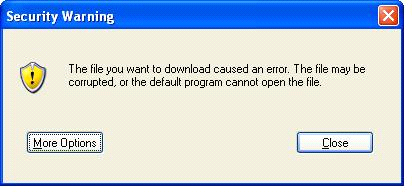 Security Warning
The file you want to download caused an error. The file may be
corrupted, or the default program cannot open the file.
More Options
Close